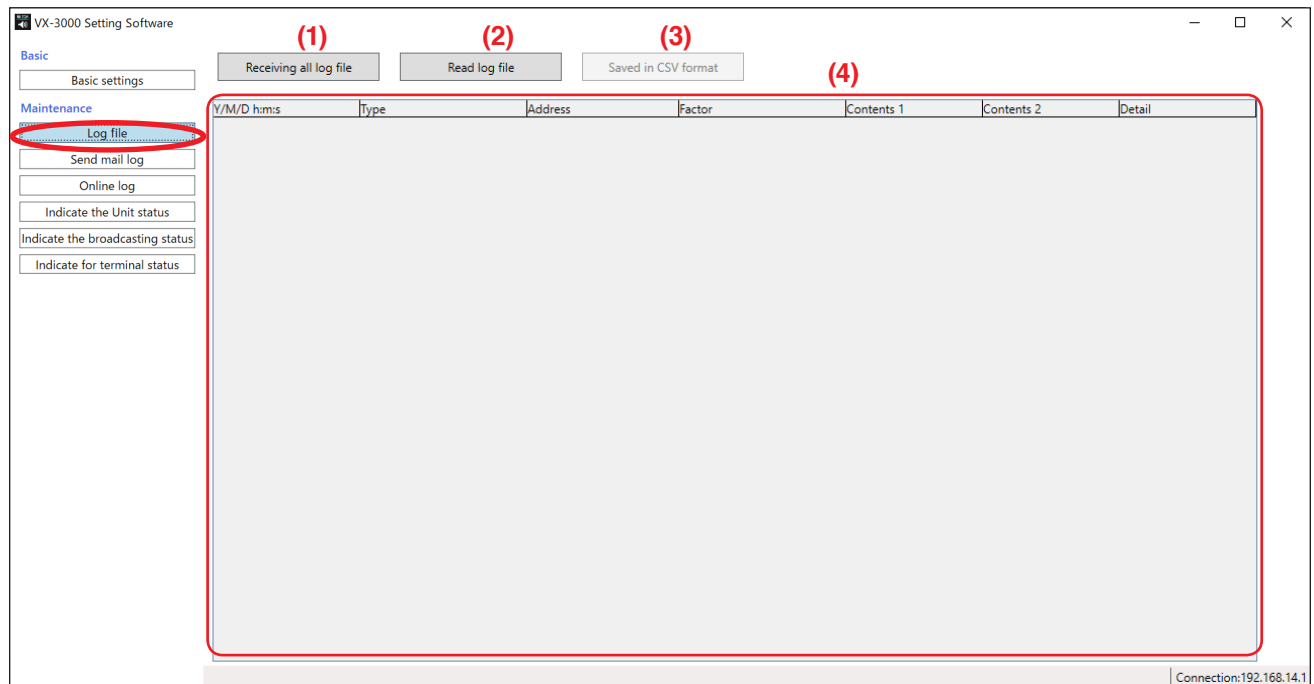 VX-3000 Setting Software
(1) (2) (3)
Basic
Receiving all log file Read log file Saved in CSV format
(4)
Basic settings
Maintenance
Y/M/D h:m:s Type Address Factor Contents 1 Contents 2 Detail
Log file
Send mail log
Online log
Indicate the Unit status
Indicate the broadcasting status
Indicate for terminal status
Connection:192.168.14.1